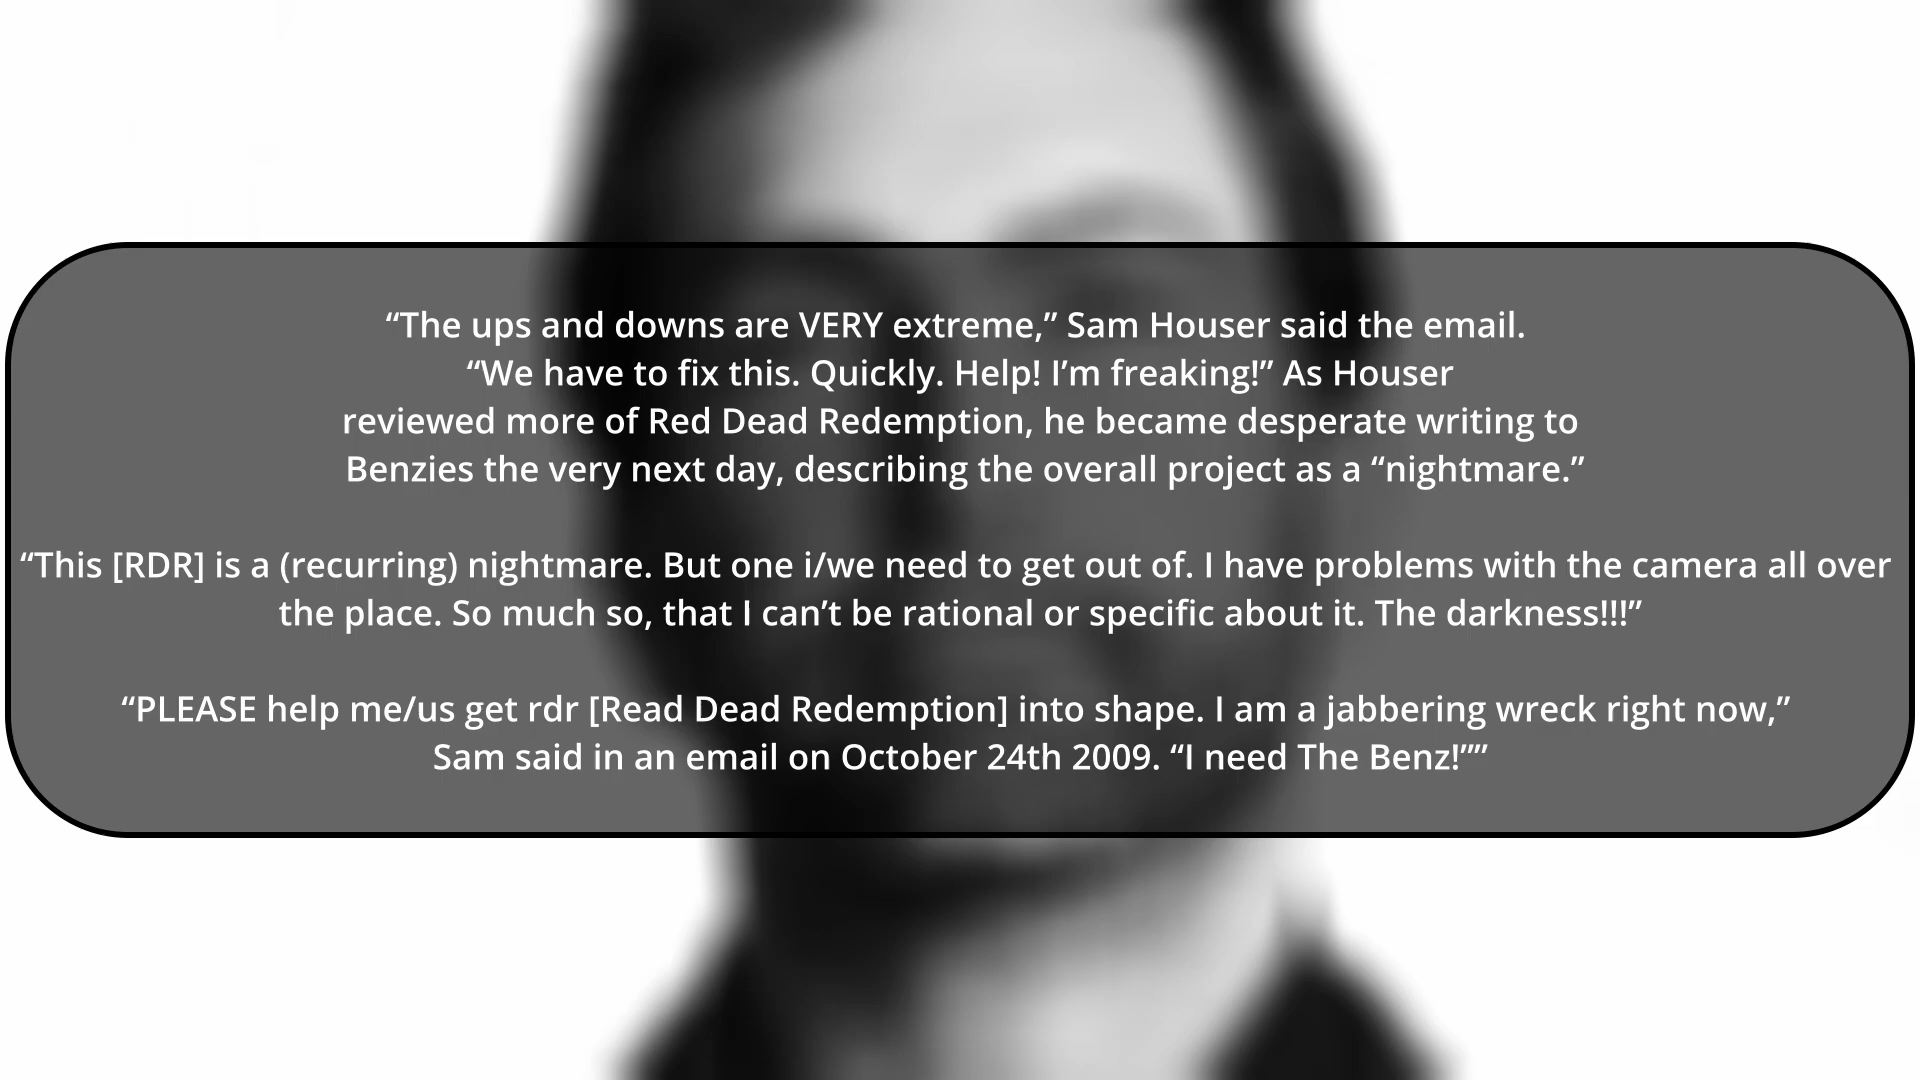 “The ups and downs are VERY extreme,” Sam Houser said the email.
“We have to fix this. Quickly. Help! I’m freaking!” As Houser
reviewed more of Red Dead Redemption, he became desperate writing to
Benzies the very next day, describing the overall project as a “nightmare.”
“This [RDR] is a (recurring) nightmare. But one i/we need to get out of. I have problems with the camera all over
the place. So much so, that I can’t be rational or specific about it. The darkness!!!”
“PLEASE help me/us get rdr [Read Dead Redemption] into shape. I am a jabbering wreck right now,”
Sam said in an email on October 24th 2009. “I need The Benz!””